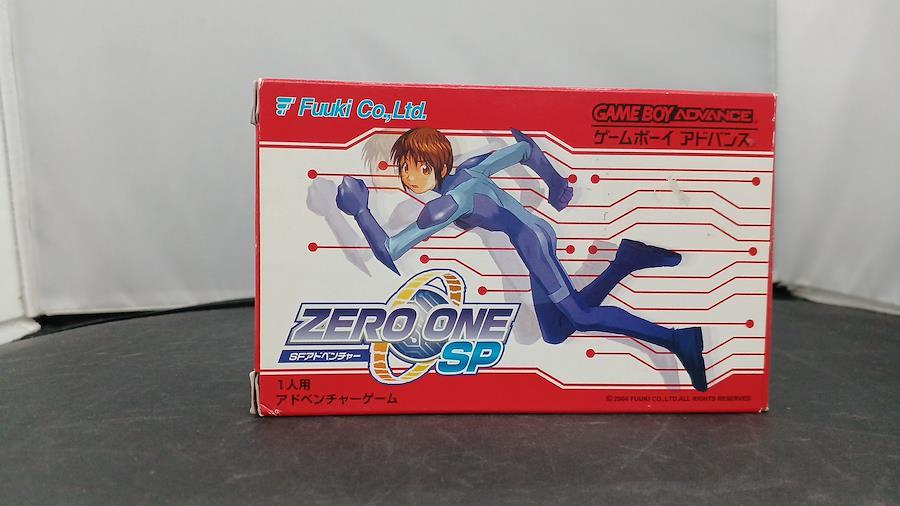 Fuuki Co.,Ltd.
GAME BOY ADVANCE
ゲームボーイ アドバンス
ZERO ONE
SFアドベンチャー
SP
1人用
アドベンチャーゲーム
©2004 FUUKI CO.,LTD.ALL RIGHTS RESERVED